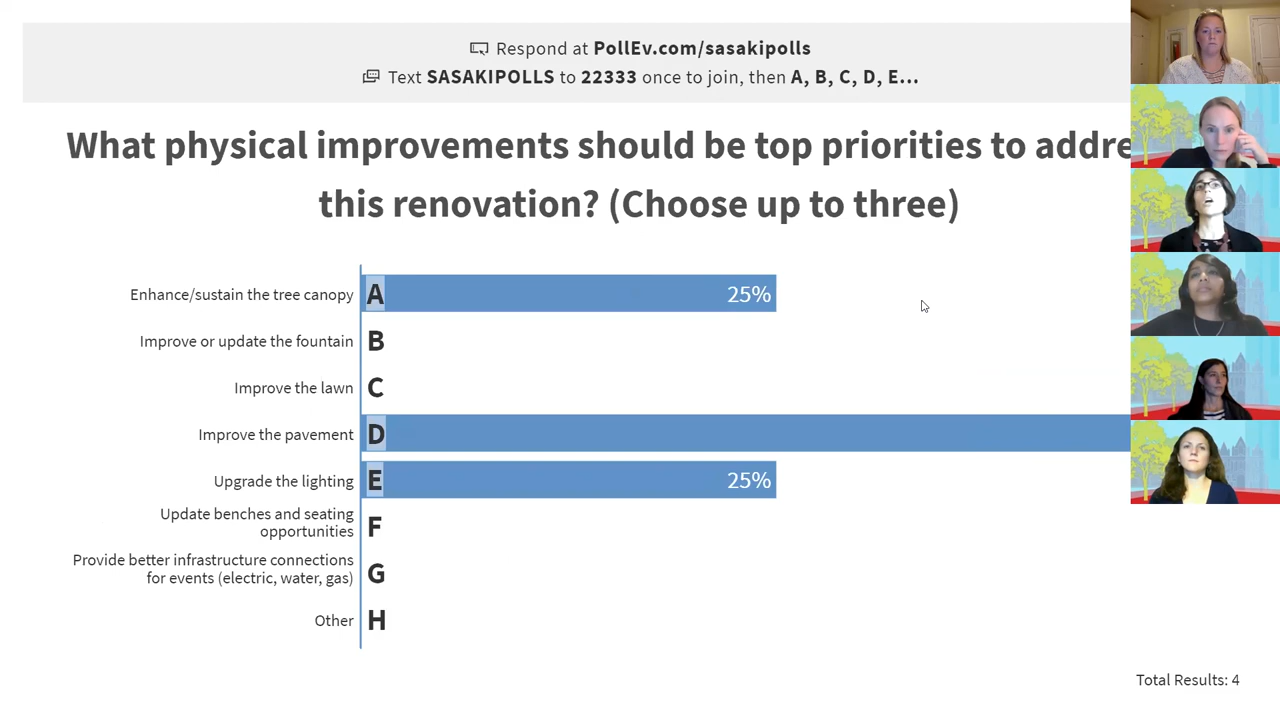 Respond at PollEv.com/sasakipolls
Text SASAKIPOLLS to 22333 once to join, then A, B, C, D, E...
What physical improvements should be top priorities to
this renovation? (Choose up to three)
Enhance/sustain the tree canopy A 25%
Improve or update the fountain B
Improve the lawn C
Improve the pavement D
Upgrade the lighting E 25%
Update benches and seating
opportunities F
Provide better infrastructure connections
for events (electric, water, gas) G
Other H
Total Results: 4